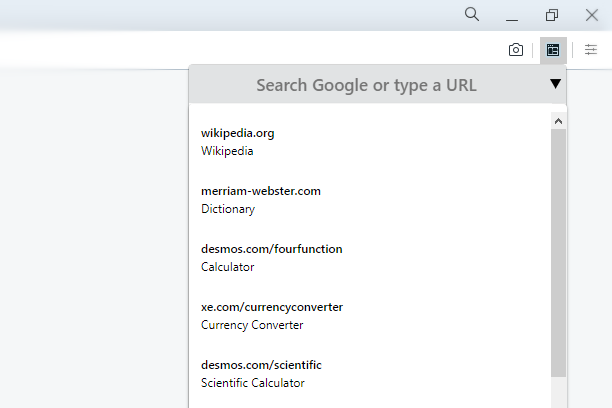 Search Google or type a URL
wikipedia.org
Wikipedia
merriam-webster.com
Dictionary
desmos.com/fourfunction
Calculator
xe.com/currencyconverter
Currency Converter
desmos.com/scientific
Scientific Calculator